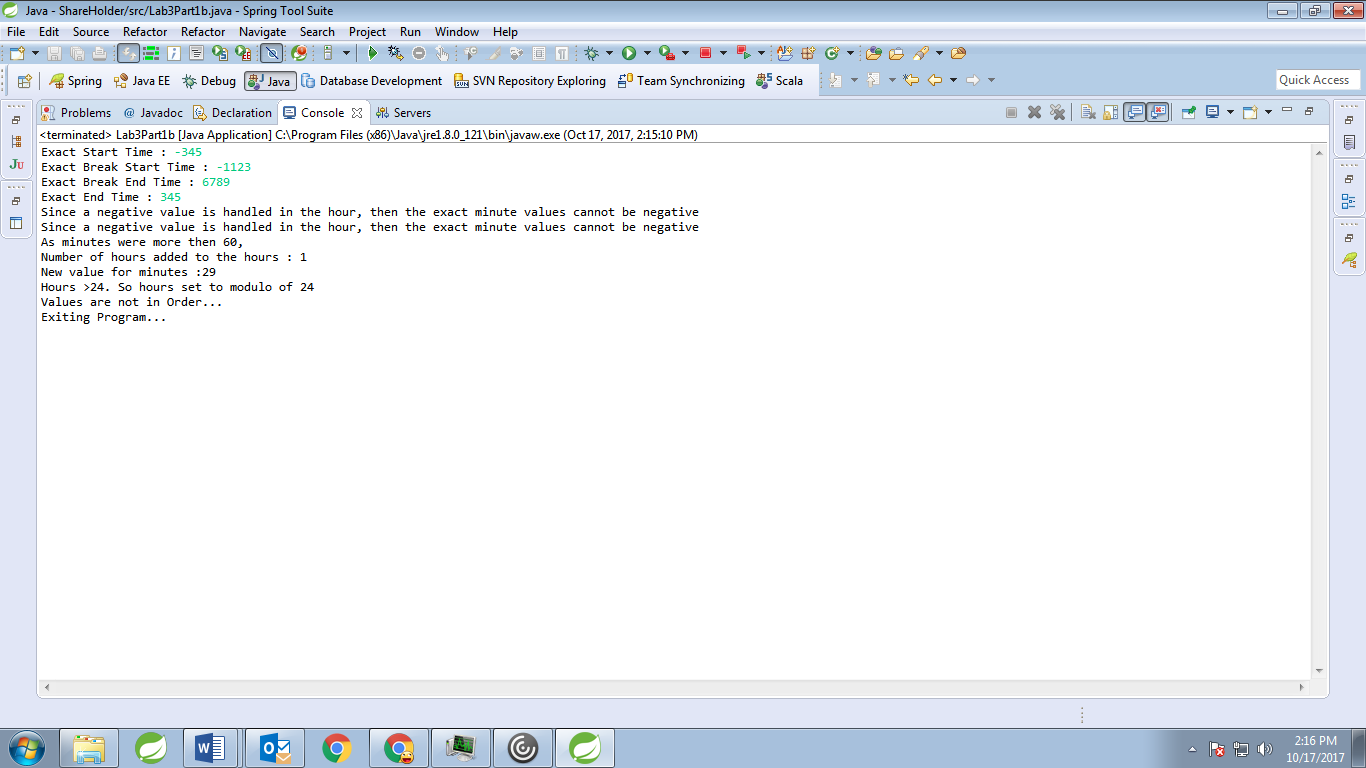 Java - ShareHolder/src/Lab3Part1b.java - Spring Tool Suite
File Edit Source Refactor Refactor Navigate Search Project Run Window Help
Spring Java EE Debug Java Database Development SVN Repository Exploring Team Synchronizing Scala Quick Access
Problems @ Javadoc Declaration Console Servers
<terminated> Lab3Part1b [Java Application] C:\Program Files (x86)\Java\jre1.8.0_121\bin\javaw.exe (Oct 17, 2017, 2:15:10 PM)
Exact Start Time : -345
Exact Break Start Time : -1123
Exact Break End Time : 6789
Exact End Time : 345
Since a negative value is handled in the hour, then the exact minute values cannot be negative
Since a negative value is handled in the hour, then the exact minute values cannot be negative
As minutes were more then 60,
Number of hours added to the hours : 1
New value for minutes :29
Hours >24. So hours set to modulo of 24
Values are not in Order...
Exiting Program...
2:16 PM
10/17/2017